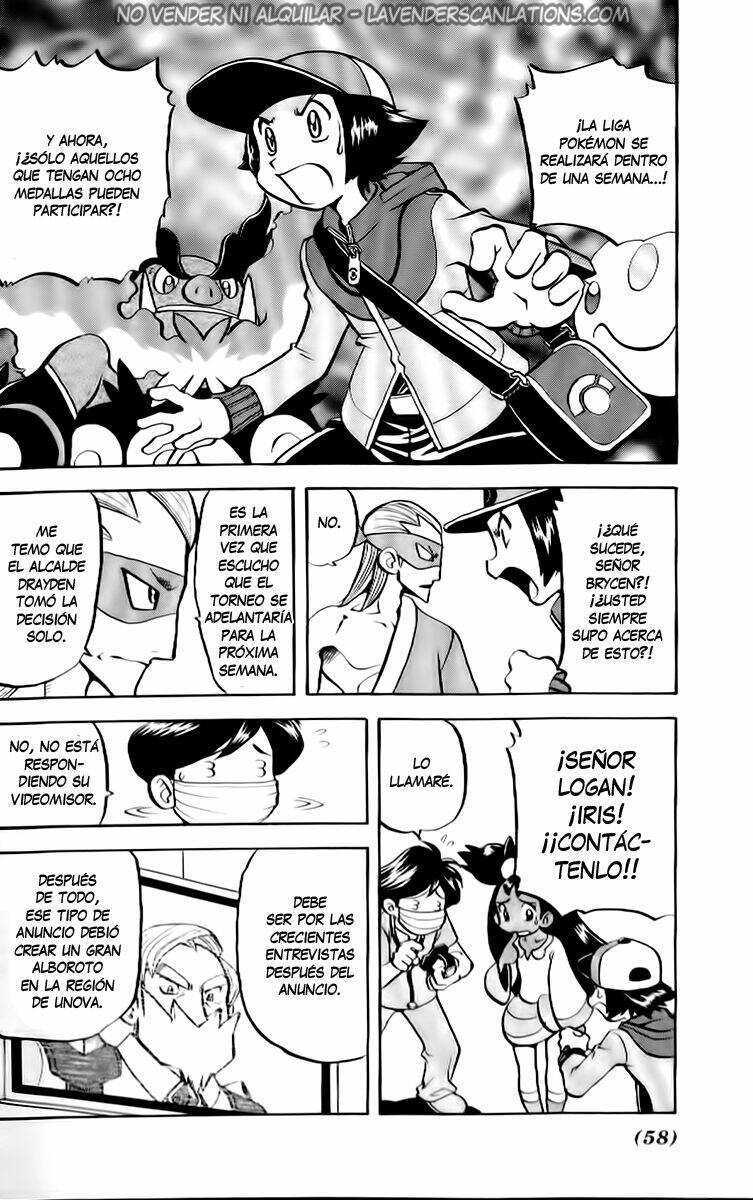 NO VENDER NI ALQUILAR - LAVENDERSCANLATIONS.COM
¡LA LIGA
POKÉMON SE
REALIZARÁ DENTRO
DE UNA SEMANA...!
Y AHORA,
¡¿SÓLO AQUELLOS
QUE TENGAN OCHO
MEDALLAS PUEDEN
PARTICIPAR?!
¡¿QUÉ
SUCEDE,
SEÑOR
BRYCEN?!
¡¿USTED
SIEMPRE
SUPO ACERCA
DE ESTO?!
NO.
ES LA
PRIMERA
VEZ QUE
ESCUCHO
QUE EL
TORNEO SE
ADELANTARÍA
PARA LA
PRÓXIMA
SEMANA.
ME
TEMO QUE
EL ALCALDE
DRAYDEN
TOMÓ LA
DECISIÓN
SOLO.
¡SEÑOR
LOGAN!
¡IRIS!
¡¡CONTÁC-
TENLO!!
LO
LLAMARÉ.
NO, NO ESTÁ
RESPON-
DIENDO SU
VIDEOMISOR.
DEBE
SER POR LAS
CRECIENTES
ENTREVISTAS
DESPUÉS DEL
ANUNCIO.
DESPUÉS
DE TODO,
ESE TIPO DE
ANUNCIO DEBIÓ
CREAR UN GRAN
ALBOROTO
EN LA REGIÓN
DE UNOVA.
(58)